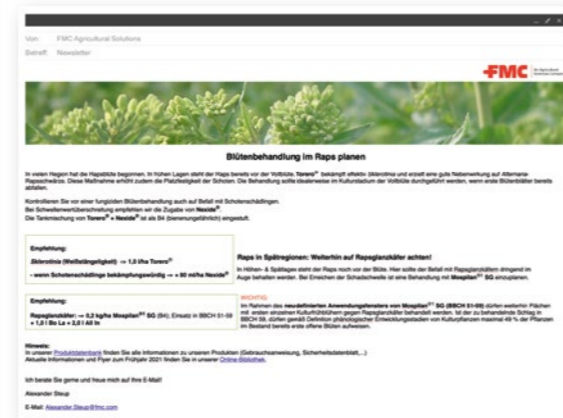 Von: FMC Agricultural Solutions
Betreff: Newsletter
FMC An Agricultural Sciences Company
Blütenbehandlung im Raps planen
In vielen Region hat die Rapsblüte begonnen. In frühen Lagen steht der Raps bereits vor der Vollblüte. Torero® bekämpft effektiv Sklerotinia und erzielt eine gute Nebenwirkung auf Alternaria
Rapsschwärze. Diese Maßnahme erhöht zudem die Platzfestigkeit der Schoten. Die Behandlung sollte idealerweise im Kulturstadium der Vollblüte durchgeführt werden, wenn erste Blütenblätter bereits
abfallen.
Kontrollieren Sie vor einer fungiziden Blütenbehandlung auch auf Befall mit Schotenschädlingen.
Bei Schwellenwertüberschreitung empfehlen wir die Zugabe von Nexide®.
Die Tankmischung von Torero® + Nexide® ist als B4 (bienenungefährlich) eingestuft.
Empfehlung:
Sklerotinia (Weißstängeligkeit) -> 1,0 l/ha Torero®
- wenn Schotenschädlinge bekämpfungswürdig -> + 80 ml/ha Nexide®
Raps in Spätregionen: Weiterhin auf Rapsglanzkäfer achten!
In Höhen- & Spätlagen steht der Raps noch vor der Blüte. Hier sollte der Befall mit Rapsglanzkäfern dringend im
Auge behalten werden. Bei Erreichen der Schadschwelle ist eine Behandlung mit Mospilan SG einzuplanen.
Empfehlung:
Rapsglanzkäfer: -> 0,2 kg/ha Mospilan SG (B4); Einsatz in BBCH 51-59
+ 1,0 l Bo La + 2,0 l All In
WICHTIG
Im Rahmen des neudefinierten Anwendungsfensters von Mospilan SG (BBCH 51-59) dürfen weiterhin Flächen
mit ersten einzelnen Kulturfrühblühern gegen Rapsglanzkäfer behandelt werden. Ist der zu behandelnde Schlag in
BBCH 59, dürfen gemäß Definition phänologischer Entwicklungsstadien von Kulturpflanzen maximal 49 % der Pflanzen
im Bestand bereits erste offene Blüten aufweisen.
Hinweis:
In unserer Produktdatenbank finden Sie alle Informationen zu unseren Produkten (Gebrauchsanweisung, Sicherheitsdatenblatt,...)
Aktuelle Informationen und Flyer zum Frühjahr 2021 finden Sie in unserer Online-Bibliothek.
Ich berate Sie gerne und freue mich auf Ihre E-Mail!
Alexander Steup
E-Mail: Alexander.Steup@fmc.com